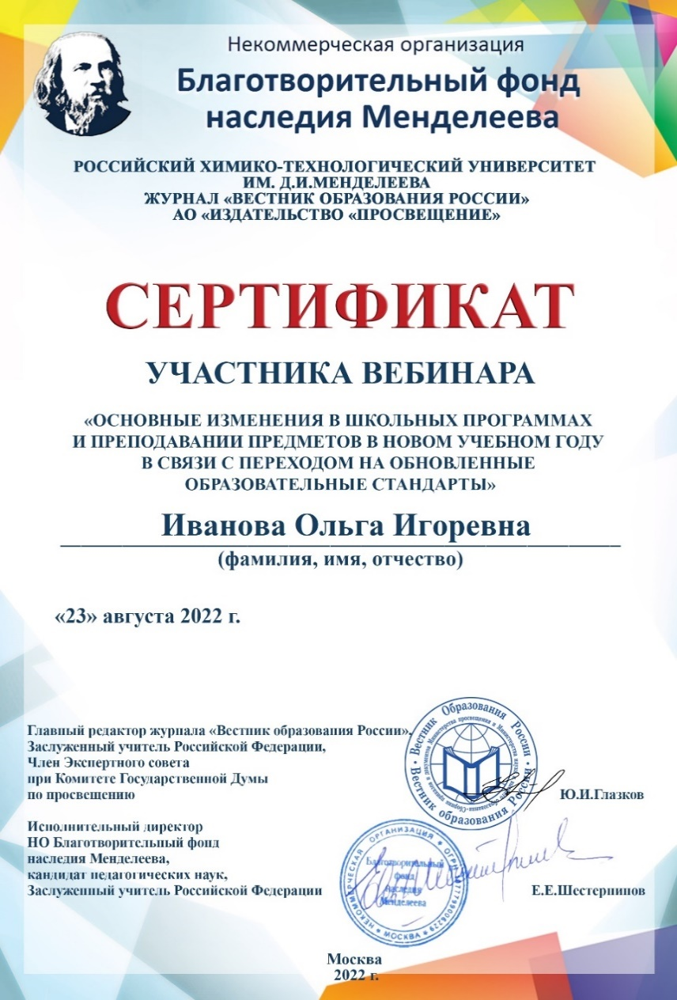 Некоммерческая организация
Благотворительный фонд
наследия Менделеева
РОССИЙСКИЙ ХИМИКО-ТЕХНОЛОГИЧЕСКИЙ УНИВЕРСИТЕТ
ИМ. Д.И.МЕНДЕЛЕЕВА
ЖУРНАЛ «ВЕСТНИК ОБРАЗОВАНИЯ РОССИИ»
АО «ИЗДАТЕЛЬСТВО «ПРОСВЕЩЕНИЕ»
СЕРТИФИКАТ
УЧАСТНИКА ВЕБИНАРА
«ОСНОВНЫЕ ИЗМЕНЕНИЯ В ШКОЛЬНЫХ ПРОГРАММАХ
И ПРЕПОДАВАНИИ ПРЕДМЕТОВ В НОВОМ УЧЕБНОМ ГОДУ
В СВЯЗИ С ПЕРЕХОДОМ НА ОБНОВЛЕННЫЕ
ОБРАЗОВАТЕЛЬНЫЕ СТАНДАРТЫ»
Иванова Ольга Игоревна
(фамилия, имя, отчество)
«23» августа 2022 г.
Главный редактор журнала «Вестник образования России»,
Заслуженный учитель Российской Федерации,
Член Экспертного совета
при Комитете Государственной Думы
по просвещению
Вестник Образования России
Вестник образования России
Ю.И.Глазков
Исполнительный директор
НО Благотворительный фонд
наследия Менделеева,
кандидат педагогических наук,
Заслуженный учитель Российской Федерации
НЕКОММЕРЧЕСКАЯ ОРГАНИЗАЦИЯ
МОСКВА
Благотворительный
фонд
наследия
Менделеева
Е.Е.Шестернинов
Москва
2022 г.